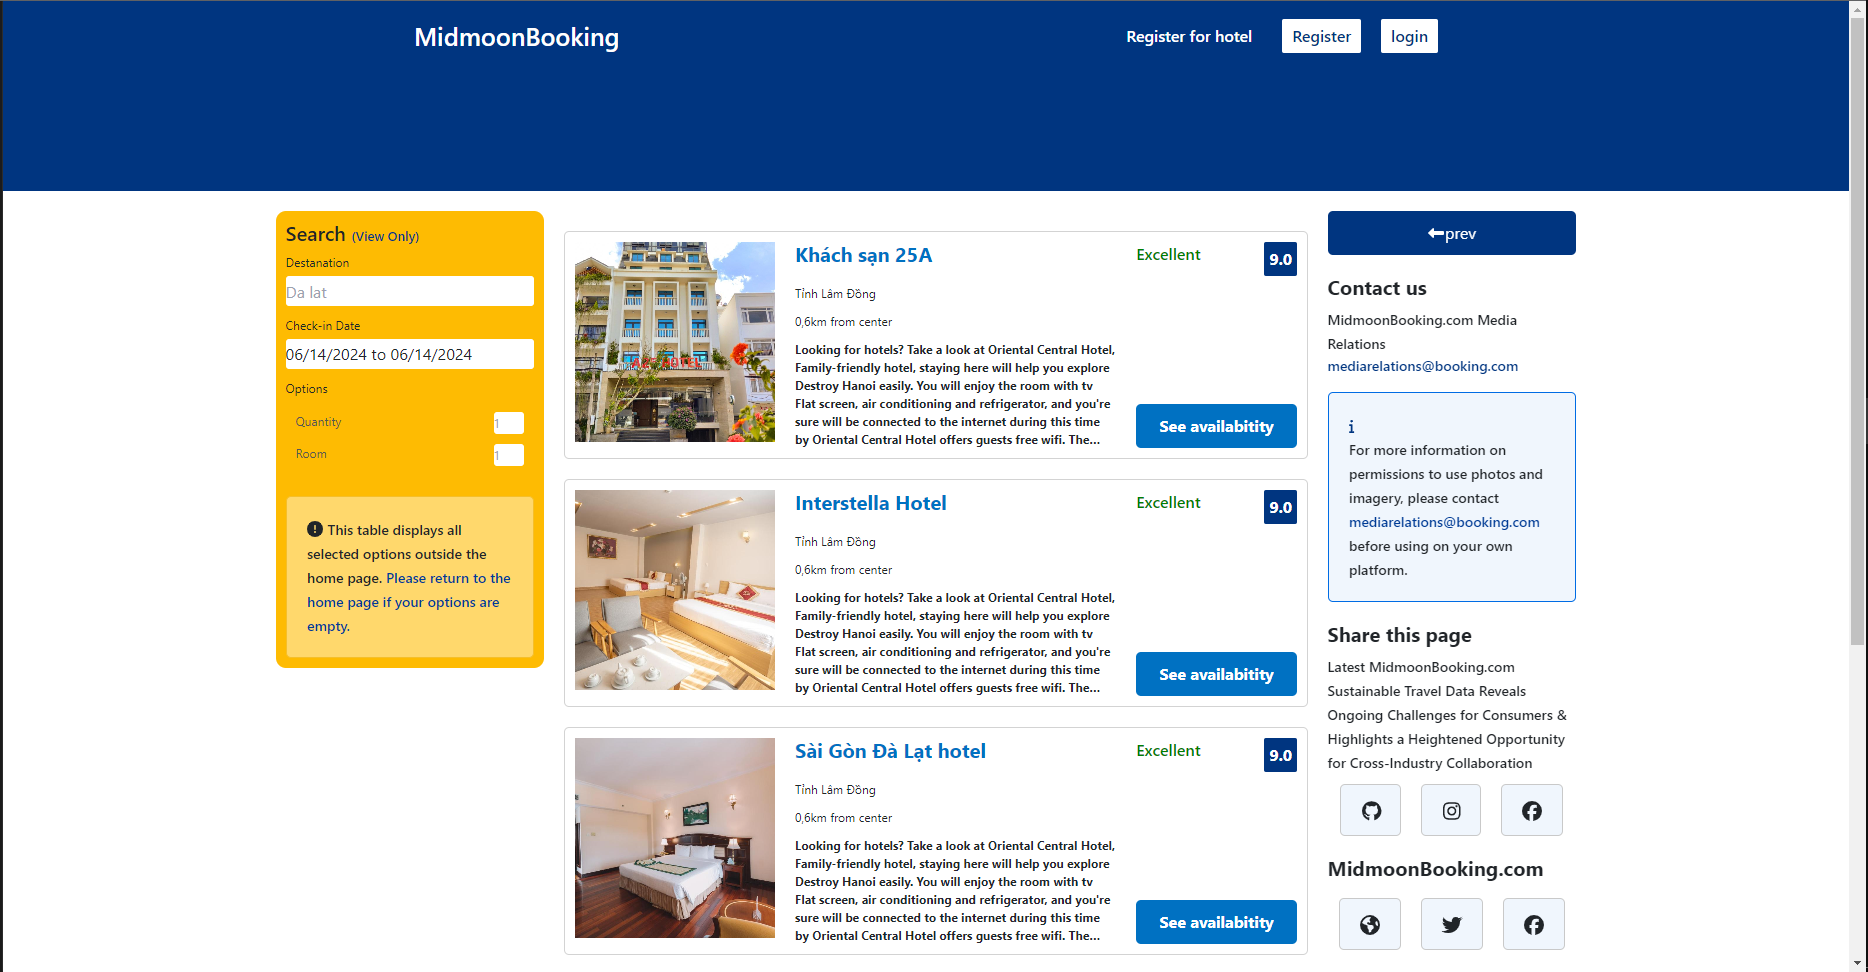 MidmoonBooking
Register for hotel
Register
login
Search (View Only)
Destanation
Da lat
Check-in Date
06/14/2024 to 06/14/2024
Options
Quantity
1
Room
1
This table displays all
selected options outside the
home page. Please return to the
home page if your options are
empty.
Khách sạn 25A
Excellent
9.0
Tỉnh Lâm Đồng
0,6km from center
Looking for hotels? Take a look at Oriental Central Hotel,
Family-friendly hotel, staying here will help you explore
Destroy Hanoi easily. You will enjoy the room with tv
Flat screen, air conditioning and refrigerator, and you're
sure will be connected to the internet during this time
by Oriental Central Hotel offers guests free wifi. The...
See availabitity
Interstella Hotel
Excellent
9.0
Tỉnh Lâm Đồng
0,6km from center
Looking for hotels? Take a look at Oriental Central Hotel,
Family-friendly hotel, staying here will help you explore
Destroy Hanoi easily. You will enjoy the room with tv
Flat screen, air conditioning and refrigerator, and you're
sure will be connected to the internet during this time
by Oriental Central Hotel offers guests free wifi. The...
See availabitity
Sài Gòn Đà Lạt hotel
Excellent
9.0
Tỉnh Lâm Đồng
0,6km from center
Looking for hotels? Take a look at Oriental Central Hotel,
Family-friendly hotel, staying here will help you explore
Destroy Hanoi easily. You will enjoy the room with tv
Flat screen, air conditioning and refrigerator, and you're
sure will be connected to the internet during this time
by Oriental Central Hotel offers guests free wifi. The...
See availabitity
prev
Contact us
MidmoonBooking.com Media
Relations
mediarelations@booking.com
For more information on
permissions to use photos and
imagery, please contact
mediarelations@booking.com
before using on your own
platform.
Share this page
Latest MidmoonBooking.com
Sustainable Travel Data Reveals
Ongoing Challenges for Consumers &
Highlights a Heightened Opportunity
for Cross-Industry Collaboration
MidmoonBooking.com